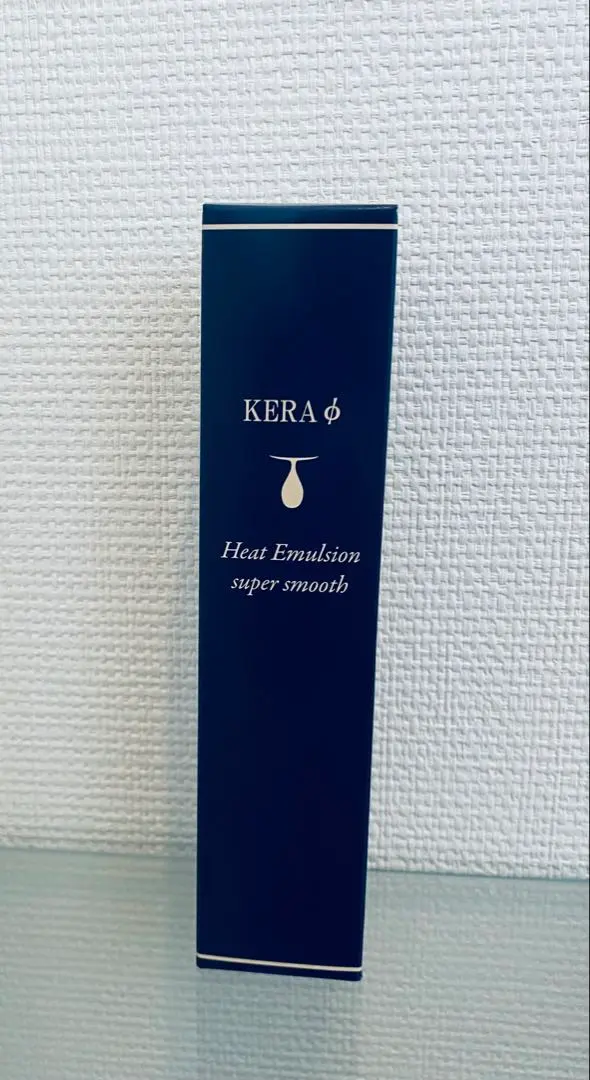 KERA ϕ
Heat Emulsion
super smooth